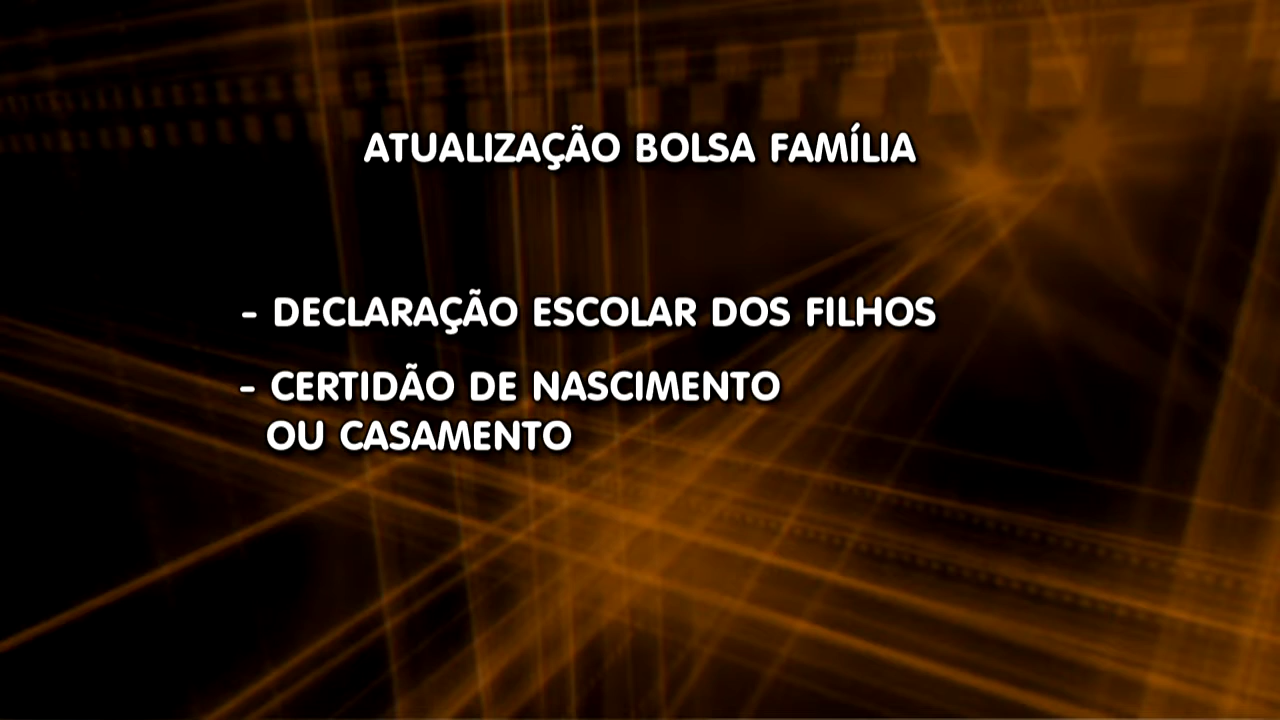 ATUALIZAÇÃO BOLSA FAMÍLIA
- DECLARAÇÃO ESCOLAR DOS FILHOS
- CERTIDÃO DE NASCIMENTO
OU CASAMENTO